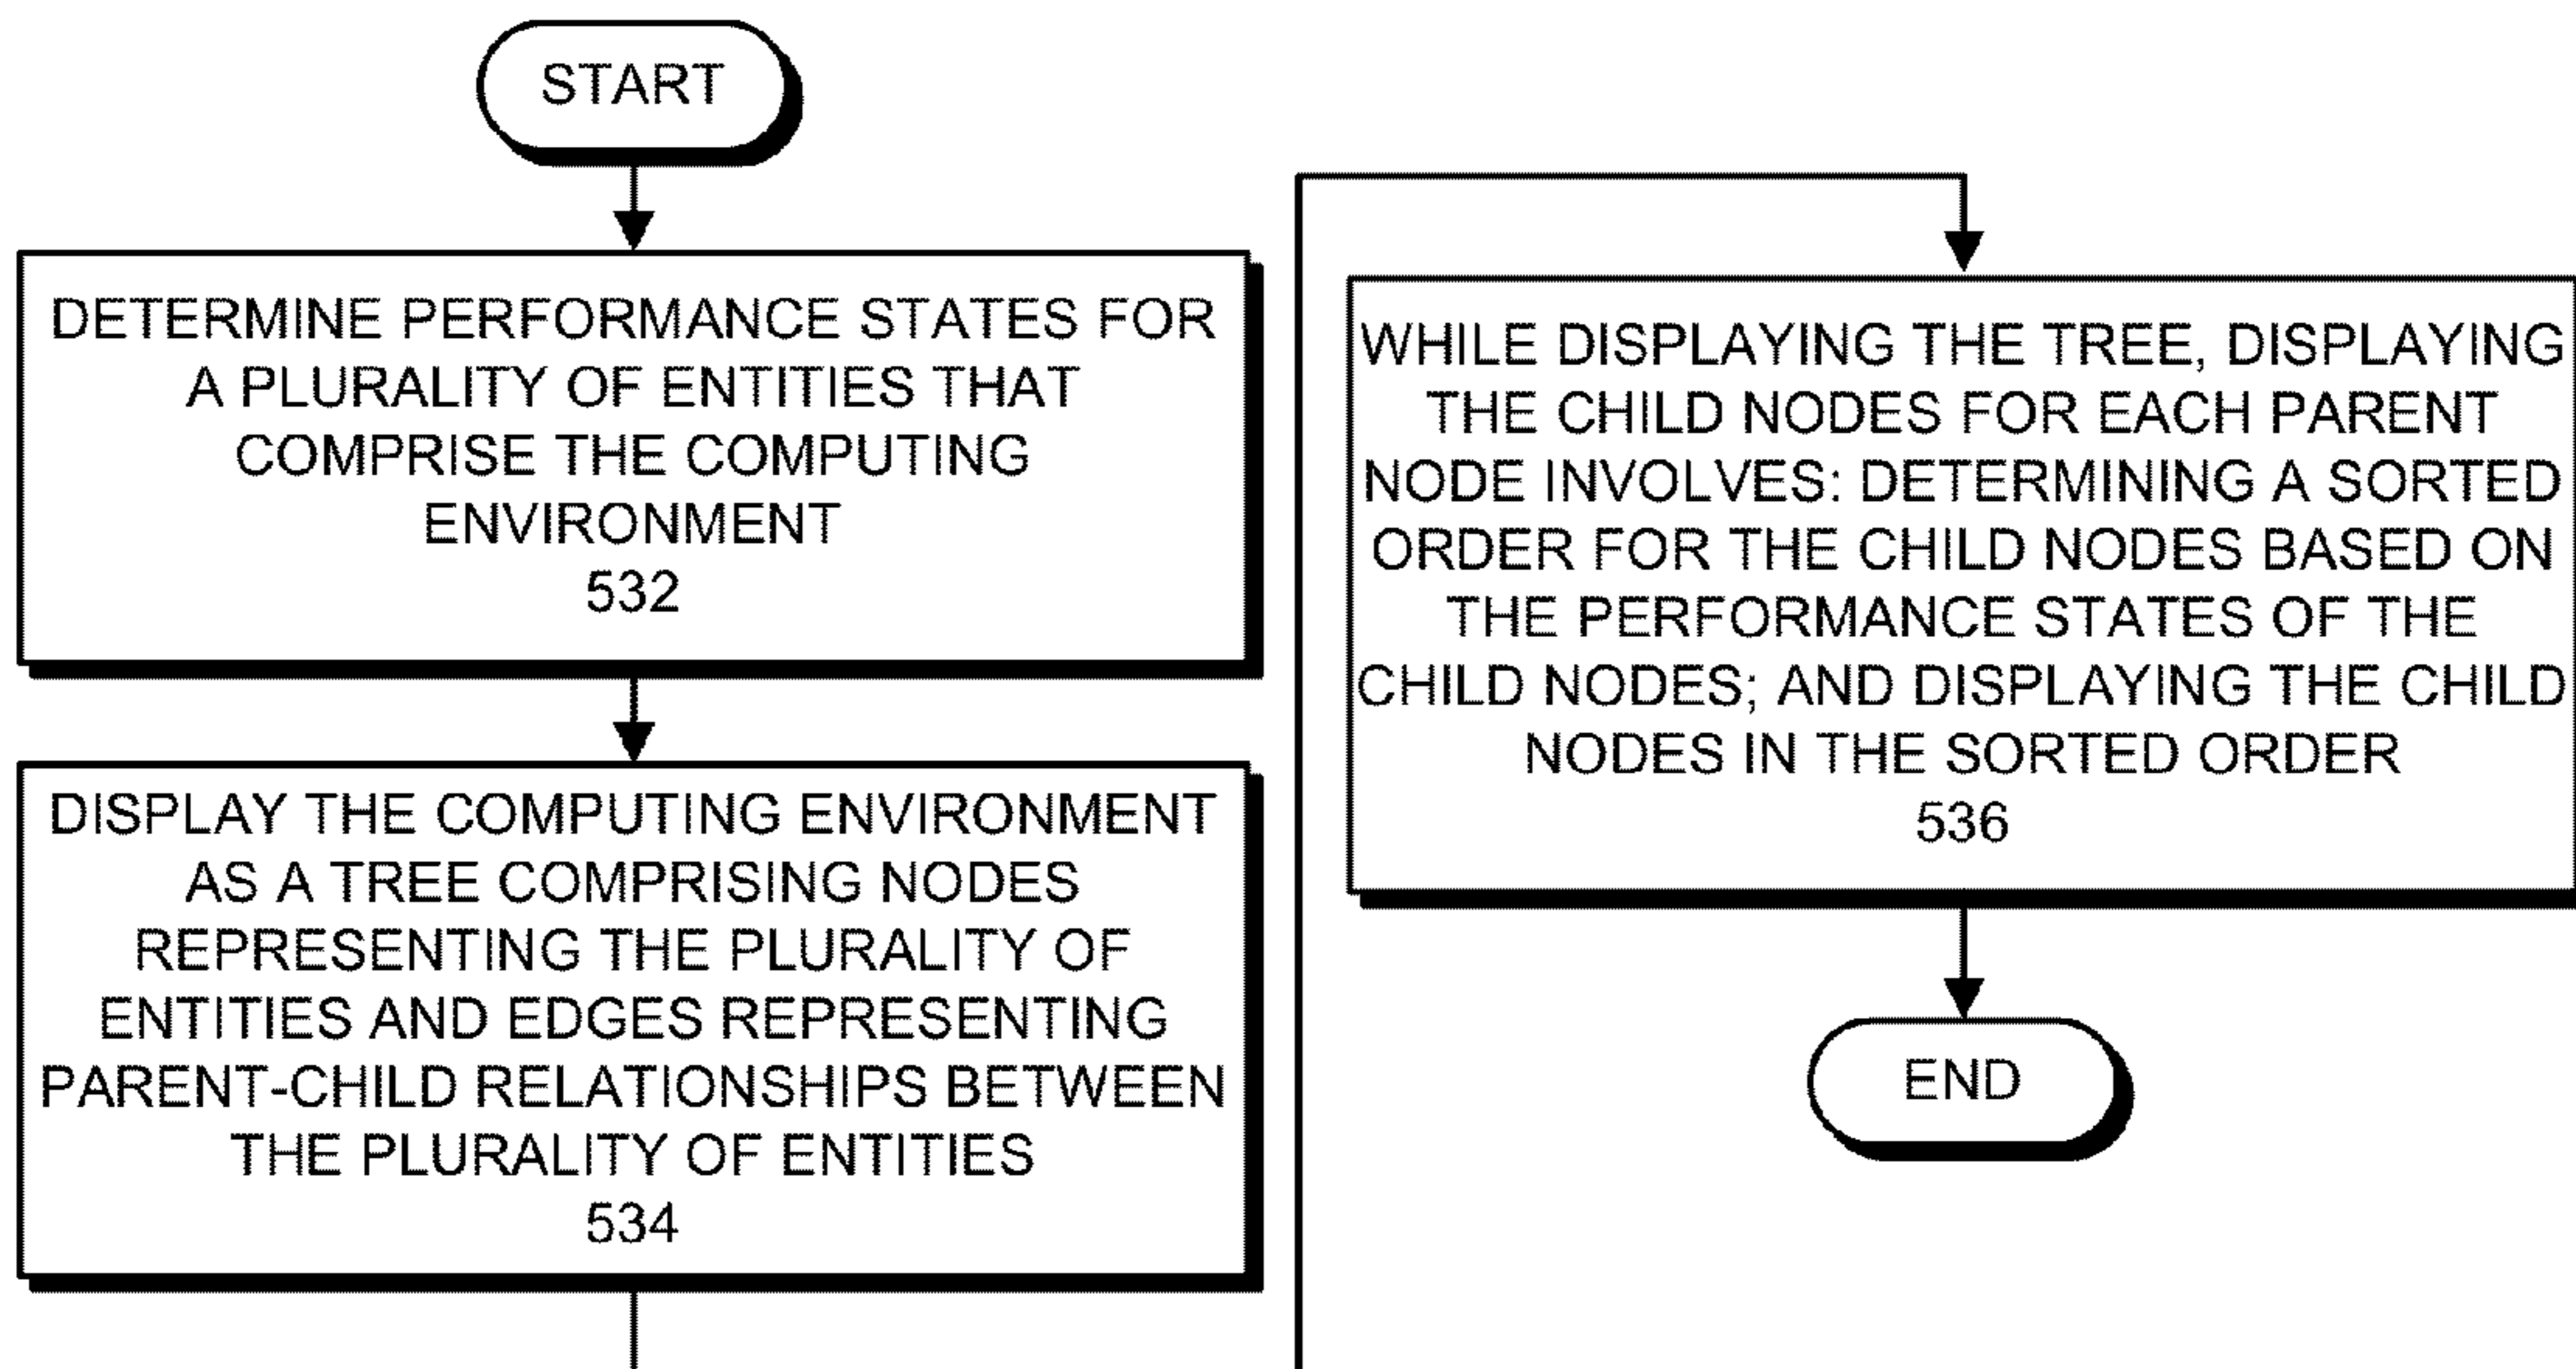 START
DETERMINE PERFORMANCE STATES FOR
A PLURALITY OF ENTITIES THAT
COMPRISE THE COMPUTING
ENVIRONMENT
532
DISPLAY THE COMPUTING ENVIRONMENT
AS A TREE COMPRISING NODES
REPRESENTING THE PLURALITY OF
ENTITIES AND EDGES REPRESENTING
PARENT-CHILD RELATIONSHIPS BETWEEN
THE PLURALITY OF ENTITIES
534
WHILE DISPLAYING THE TREE, DISPLAYING
THE CHILD NODES FOR EACH PARENT
NODE INVOLVES: DETERMINING A SORTED
ORDER FOR THE CHILD NODES BASED ON
THE PERFORMANCE STATES OF THE
CHILD NODES; AND DISPLAYING THE CHILD
NODES IN THE SORTED ORDER
536
END